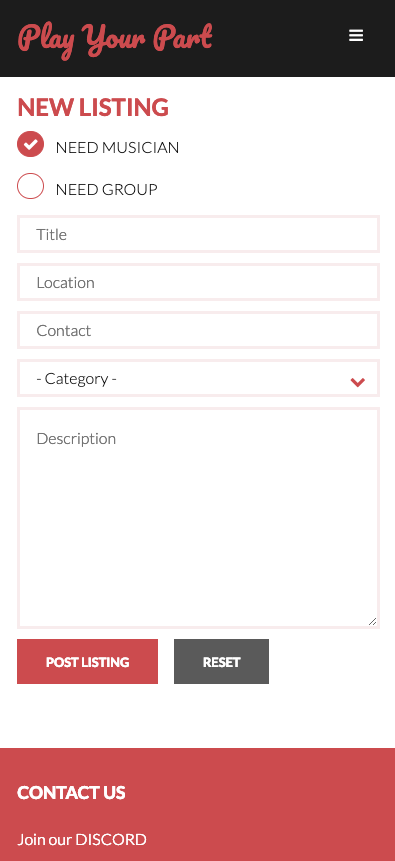 Play Your Part
NEW LISTING
NEED MUSICIAN
NEED GROUP
Title
Location
Contact
- Category -
Description
POST LISTING
RESET
CONTACT US
Join our DISCORD